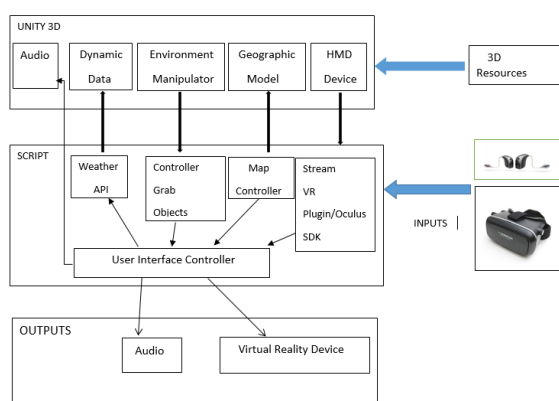 UNITY 3D
Audio
Dynamic
Data
Environment
Manipulator
Geographic
Model
HMD
Device
3D
Resources
SCRIPT
Weather
API
Controller
Grab
Objects
Map
Controller
Stream
VR
Plugin/Oculus
SDK
INPUTS
User Interface Controller
OUTPUTS
Audio
Virtual Reality Device